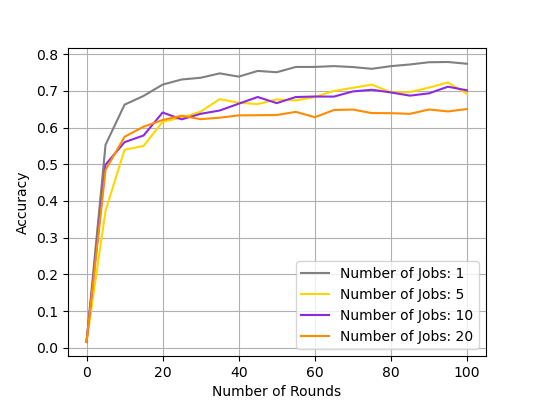 0.8
0.7
0.6
0.5
0.4
0.3
0.2
0.1
0.0
Accuracy
Number of Jobs: 1
Number of Jobs: 5
Number of Jobs: 10
Number of Jobs: 20
0 20 40 60 80 100
Number of Rounds